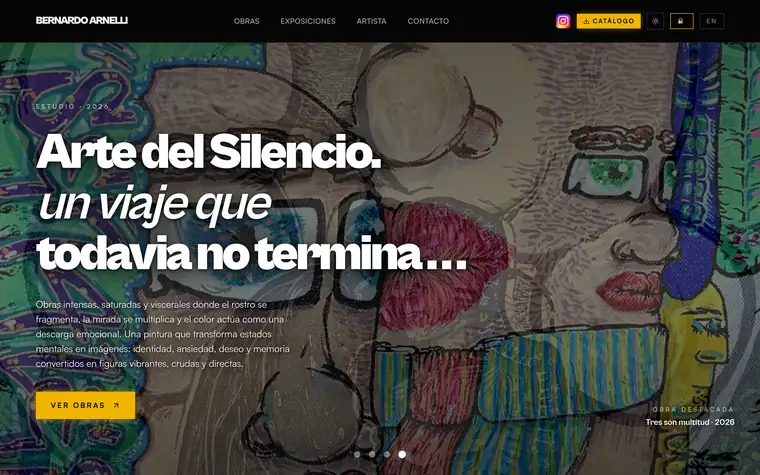 BERNARDO ARNELLI
OBRAS
EXPOSICIONES
ARTISTA
CONTACTO
CATÁLOGO
EN
ESTUDIO · 2026
Arte del Silencio.
un viaje que
todavia no termina...
Obras intensas, saturadas y viscerales donde el rostro se
fragmenta, la mirada se multiplica y el color actúa como una
descarga emocional. Una pintura que transforma estados
mentales en imágenes: identidad, ansiedad, deseo y memoria
convertidos en figuras vibrantes, crudas y directas.
VER OBRAS
OBRA DESTACADA
Tres son multitud · 2026